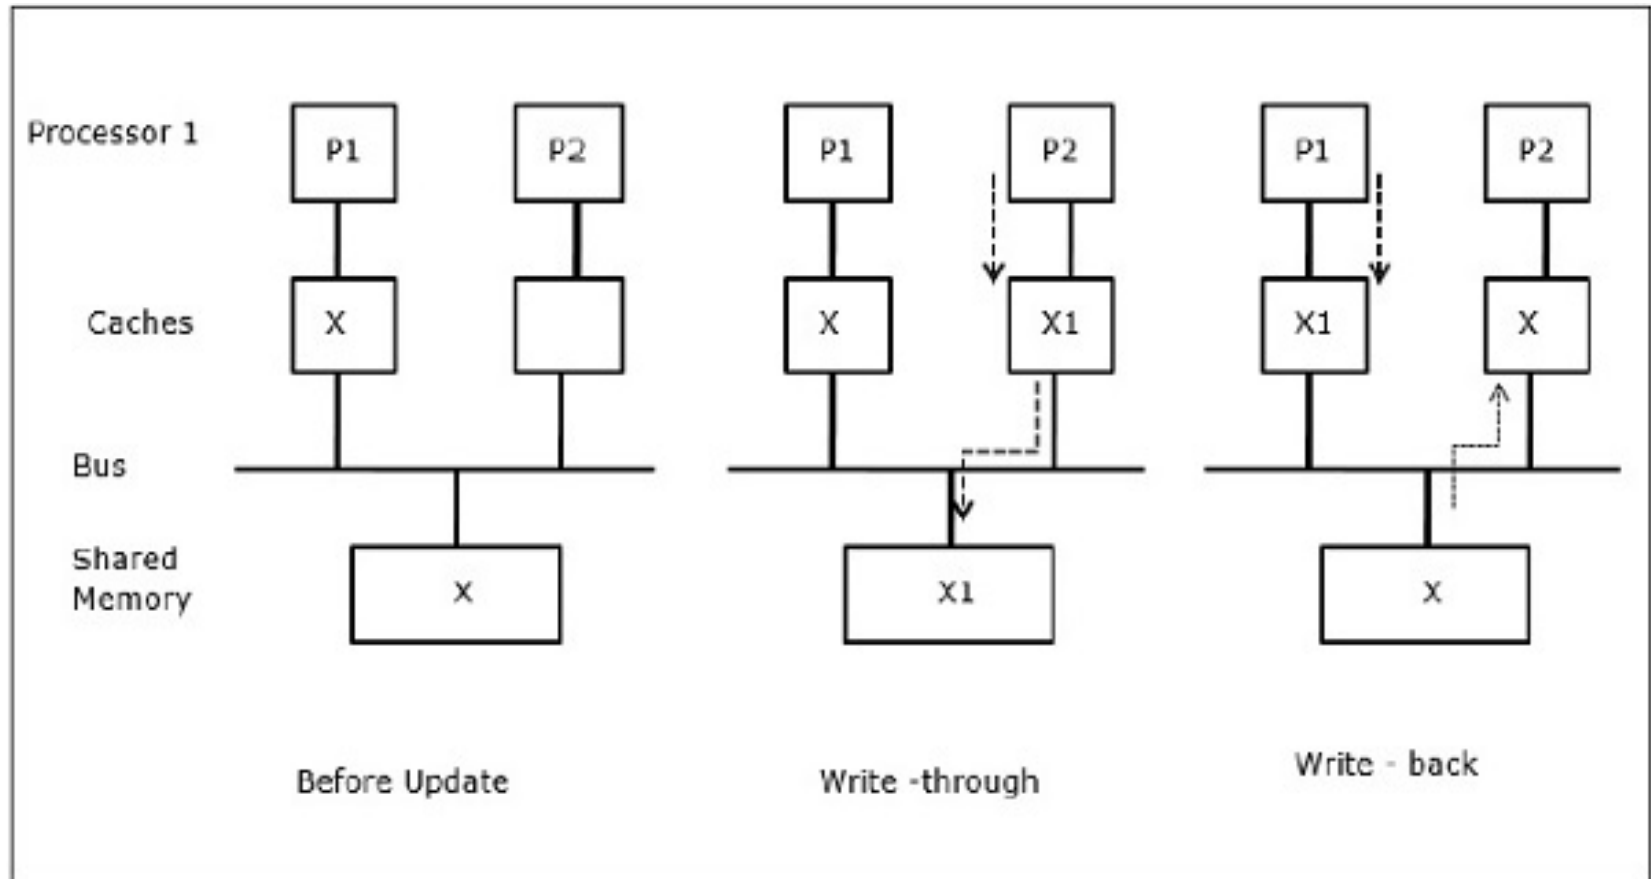 Processor 1
P1
P2
P1
P2
P1
P2
Caches
X
X
X1
X1
X
Bus
Shared
Memory
X
X1
X
Before Update
Write -through
Write - back